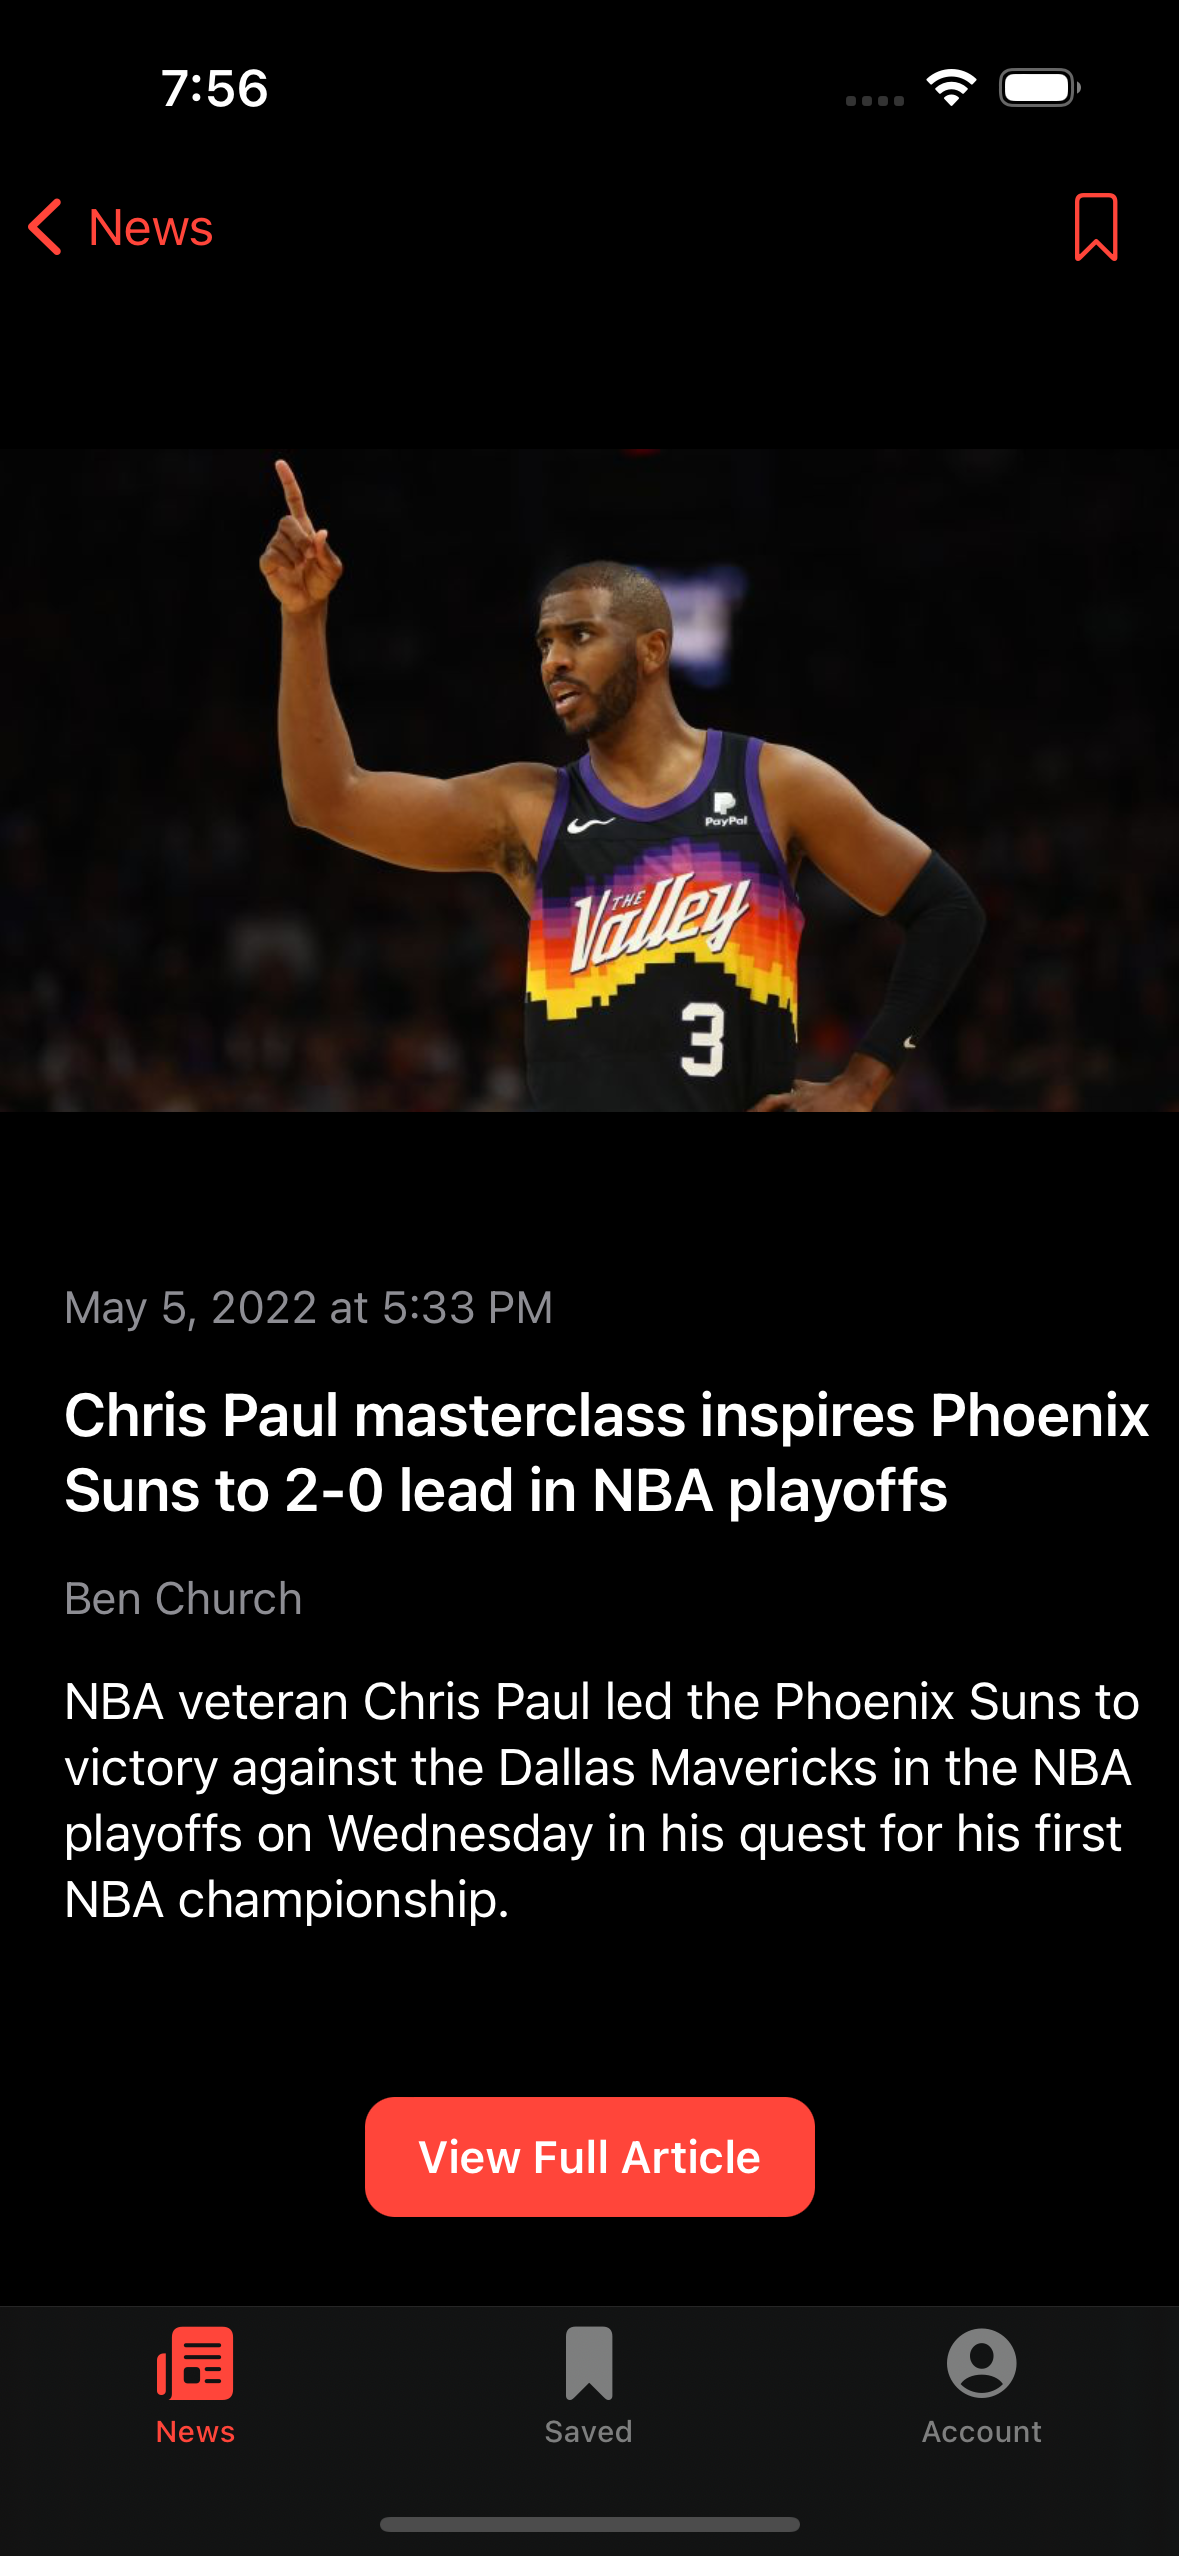 7:56
News
PayPal
THE
Valley
3
May 5, 2022 at 5:33 PM
Chris Paul masterclass inspires Phoenix
Suns to 2-0 lead in NBA playoffs
Ben Church
NBA veteran Chris Paul led the Phoenix Suns to
victory against the Dallas Mavericks in the NBA
playoffs on Wednesday in his quest for his first
NBA championship.
View Full Article
News
Saved
Account